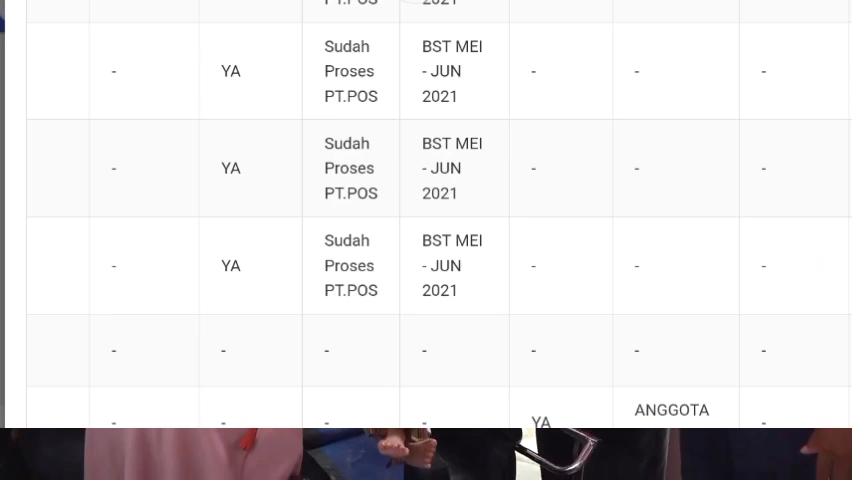 PT.POS 2021
- YA Sudah Proses PT.POS BST MEI - JUN 2021 - - -
- YA Sudah Proses PT.POS BST MEI - JUN 2021 - - -
- YA Sudah Proses PT.POS BST MEI - JUN 2021 - - -
- - - - - - -
- - - - YA ANGGOTA -